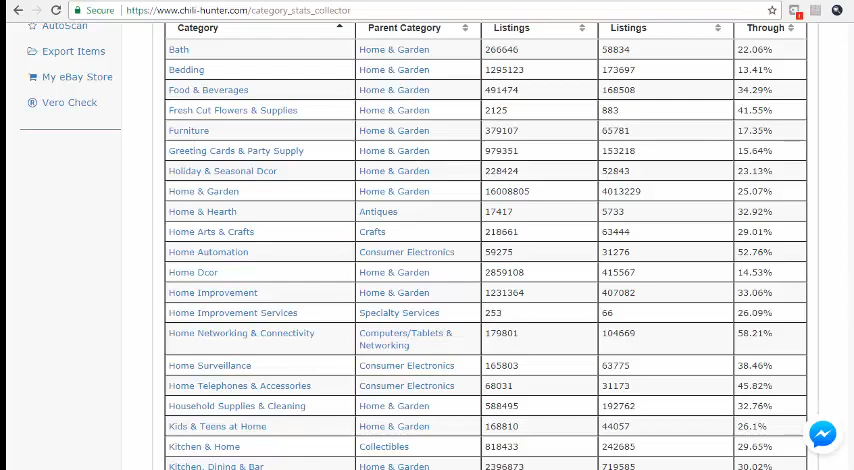 Secure https://www.chili-hunter.com/category_stats_collector
AutoScan
Export Items
My eBay Store
Vero Check
Category Parent Category Listings Listings Through
Bath Home & Garden 266646 58834 22.06%
Bedding Home & Garden 1295123 173697 13.41%
Food & Beverages Home & Garden 491474 168508 34.29%
Fresh Cut Flowers & Supplies Home & Garden 2125 883 41.55%
Furniture Home & Garden 379107 65781 17.35%
Greeting Cards & Party Supply Home & Garden 979351 153218 15.64%
Holiday & Seasonal Dcor Home & Garden 228424 52843 23.13%
Home & Garden Home & Garden 16008805 4013229 25.07%
Home & Hearth Antiques 17417 5733 32.92%
Home Arts & Crafts Crafts 218661 63444 29.01%
Home Automation Consumer Electronics 59275 31276 52.76%
Home Dcor Home & Garden 2859108 415567 14.53%
Home Improvement Home & Garden 1231364 407082 33.06%
Home Improvement Services Specialty Services 253 66 26.09%
Home Networking & Connectivity Computers/Tablets & 179801 104669 58.21%
Networking
Home Surveillance Consumer Electronics 165803 63775 38.46%
Home Telephones & Accessories Consumer Electronics 68031 31173 45.82%
Household Supplies & Cleaning Home & Garden 588495 192762 32.76%
Kids & Teens at Home Home & Garden 168810 44057 26.1%
Kitchen & Home Collectibles 818433 242685 29.65%
Kitchen, Dining & Bar Home & Garden 2396873 719585 30.02%